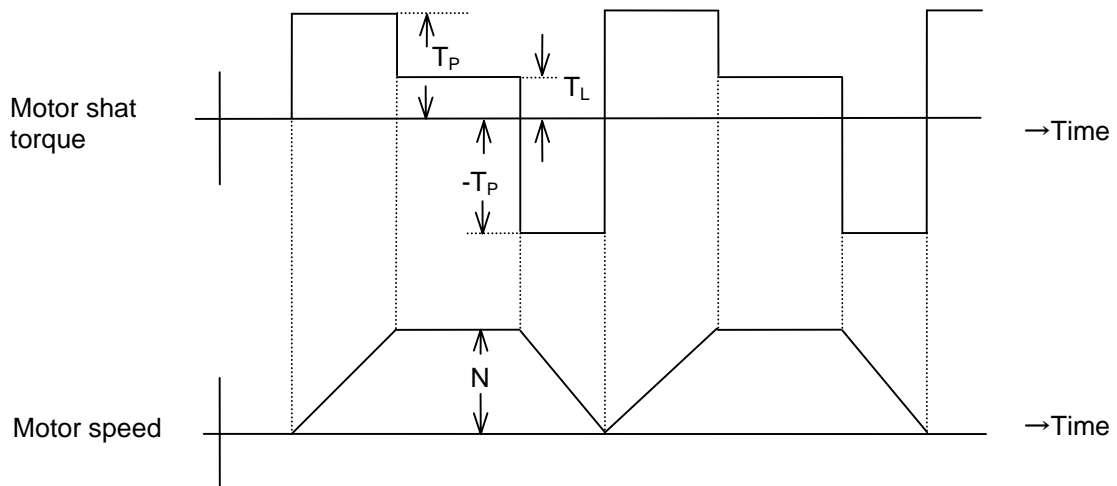 T_P
T_L
Motor shat
torque
→Time
-T_P
N
Motor speed
→Time